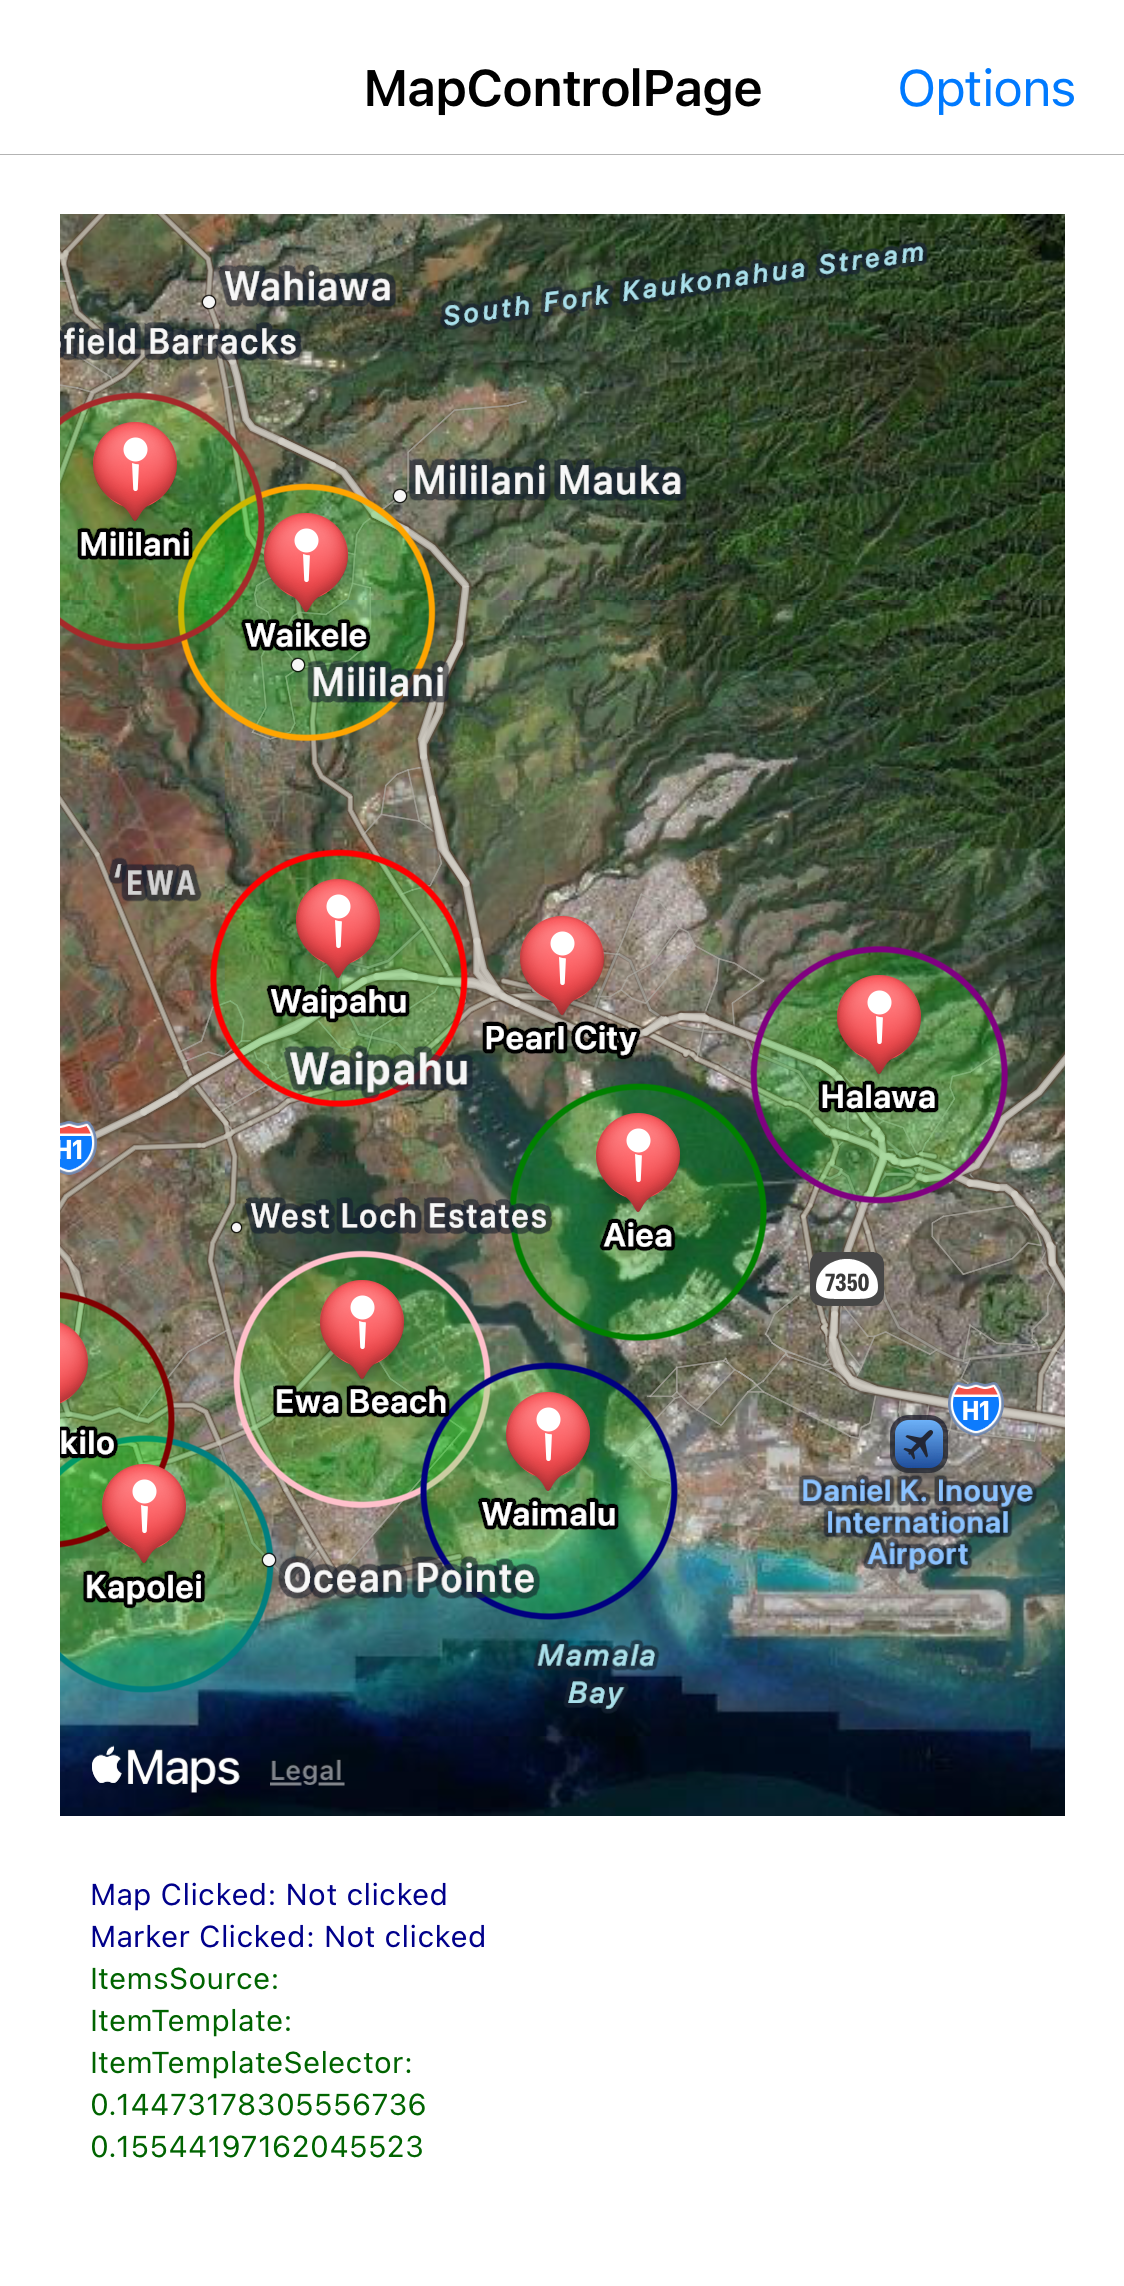 MapControlPage
Options
Wahiawa
South Fork Kaukonahua Stream
field Barracks
Mililani Mauka
Mililani
Waikele
Mililani
ʻEWA
Waipahu
Pearl City
Waipahu
Halawa
H1
West Loch Estates
Aiea
7350
Ewa Beach
H1
kilo
Waimalu
Daniel K. Inouye
International
Airport
Kapolei
Ocean Pointe
Mamala
Bay
Maps
Legal
Map Clicked: Not clicked
Marker Clicked: Not clicked
ItemsSource:
ItemTemplate:
ItemTemplateSelector:
0.14473178305556736
0.15544197162045523